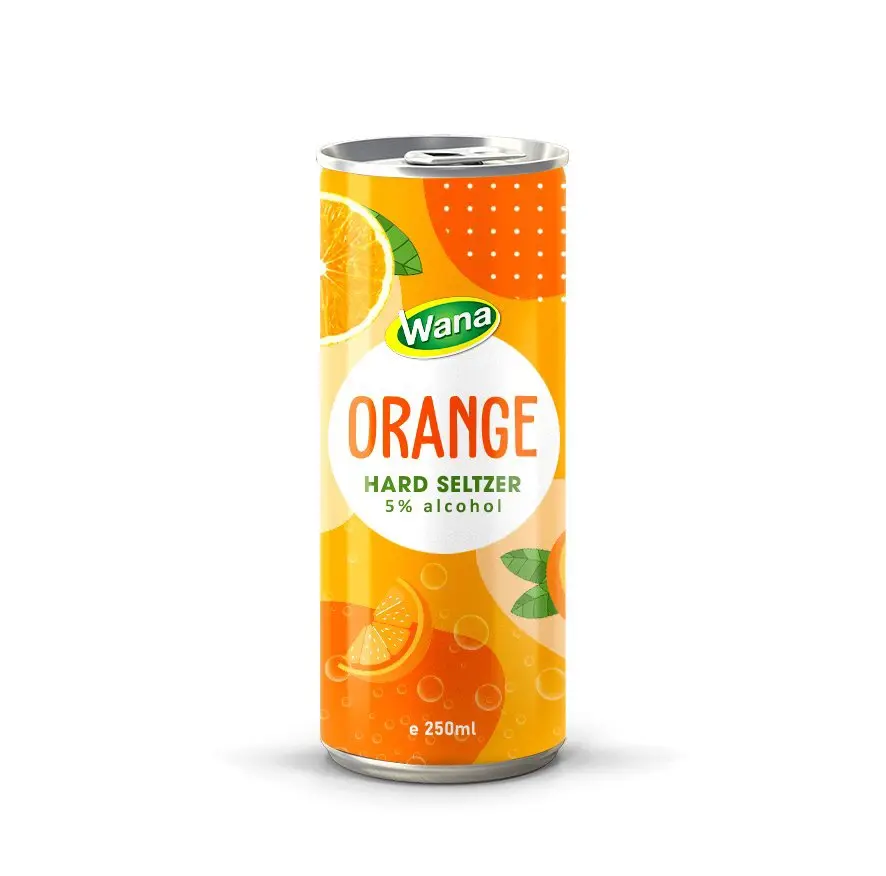 Wana
ORANGE
HARD SELTZER
5% alcohol
e 250ml